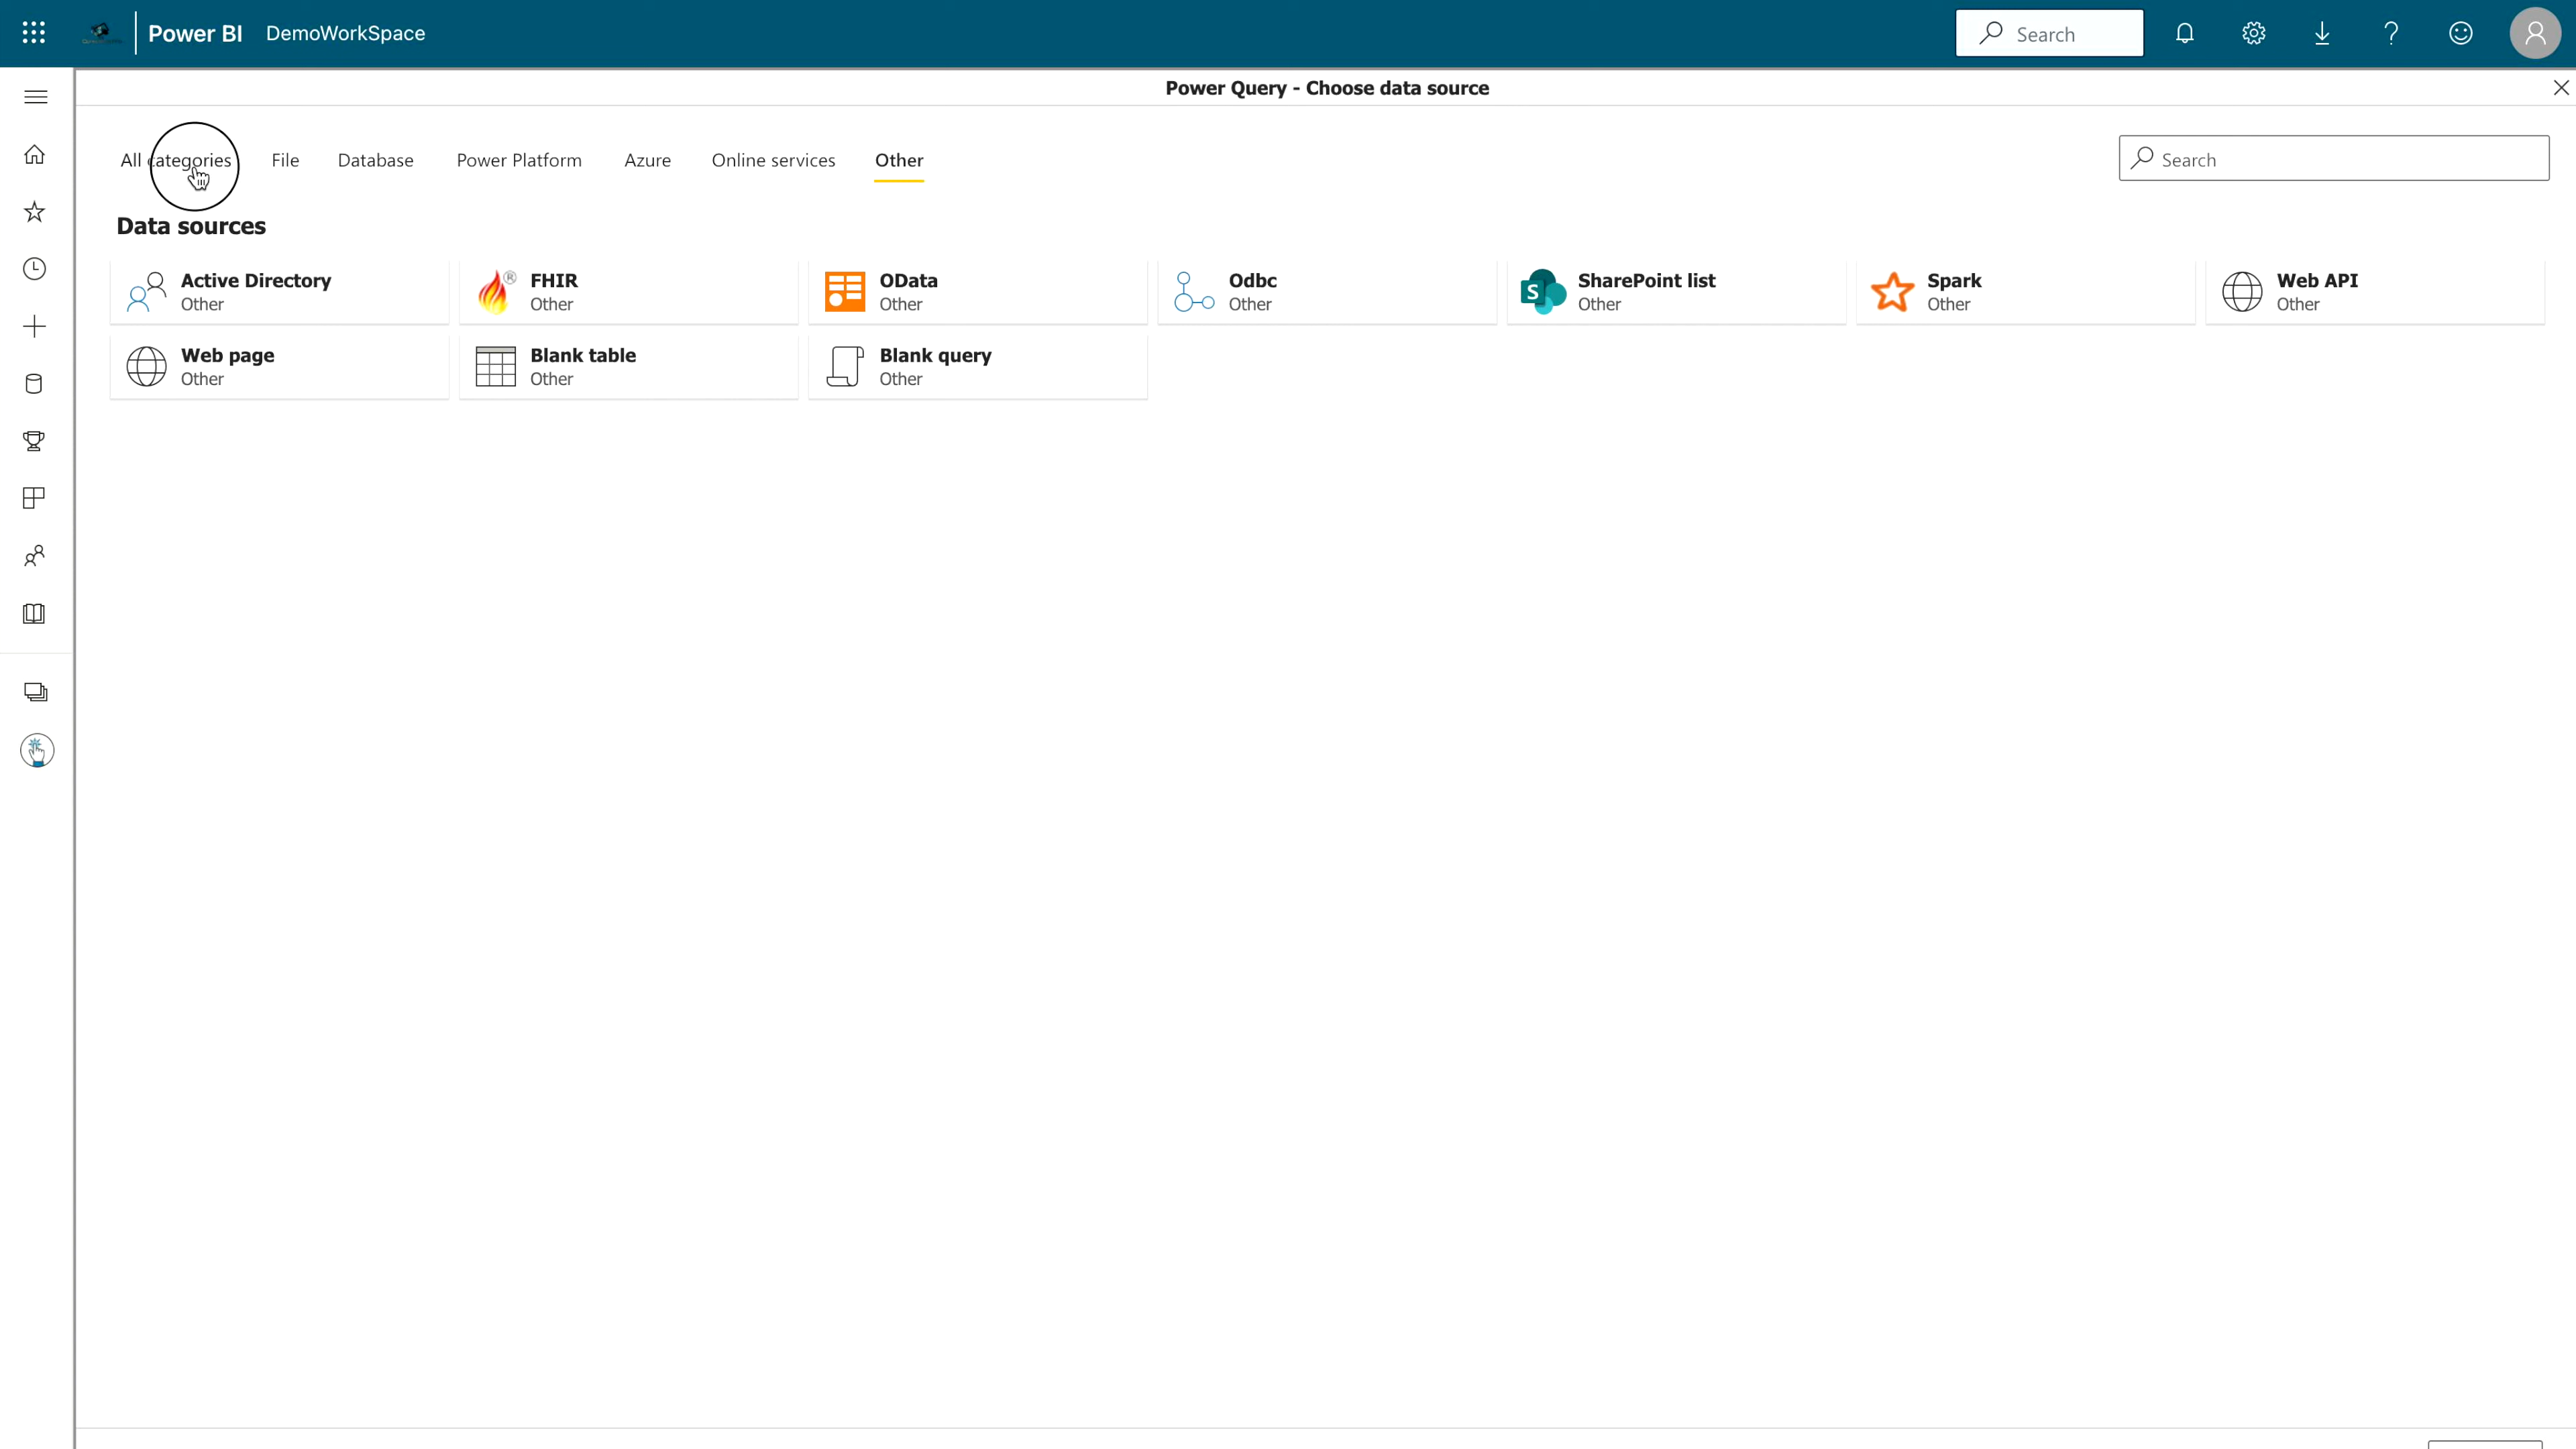 Power BI DemoWorkSpace Search
Power Query - Choose data source
All categories File Database Power Platform Azure Online services Other Search
Data sources
Active Directory FHIR ® OData Odbc S SharePoint list Spark Web API
Other Other Other Other Other Other Other
Web page Blank table Blank query
Other Other Other